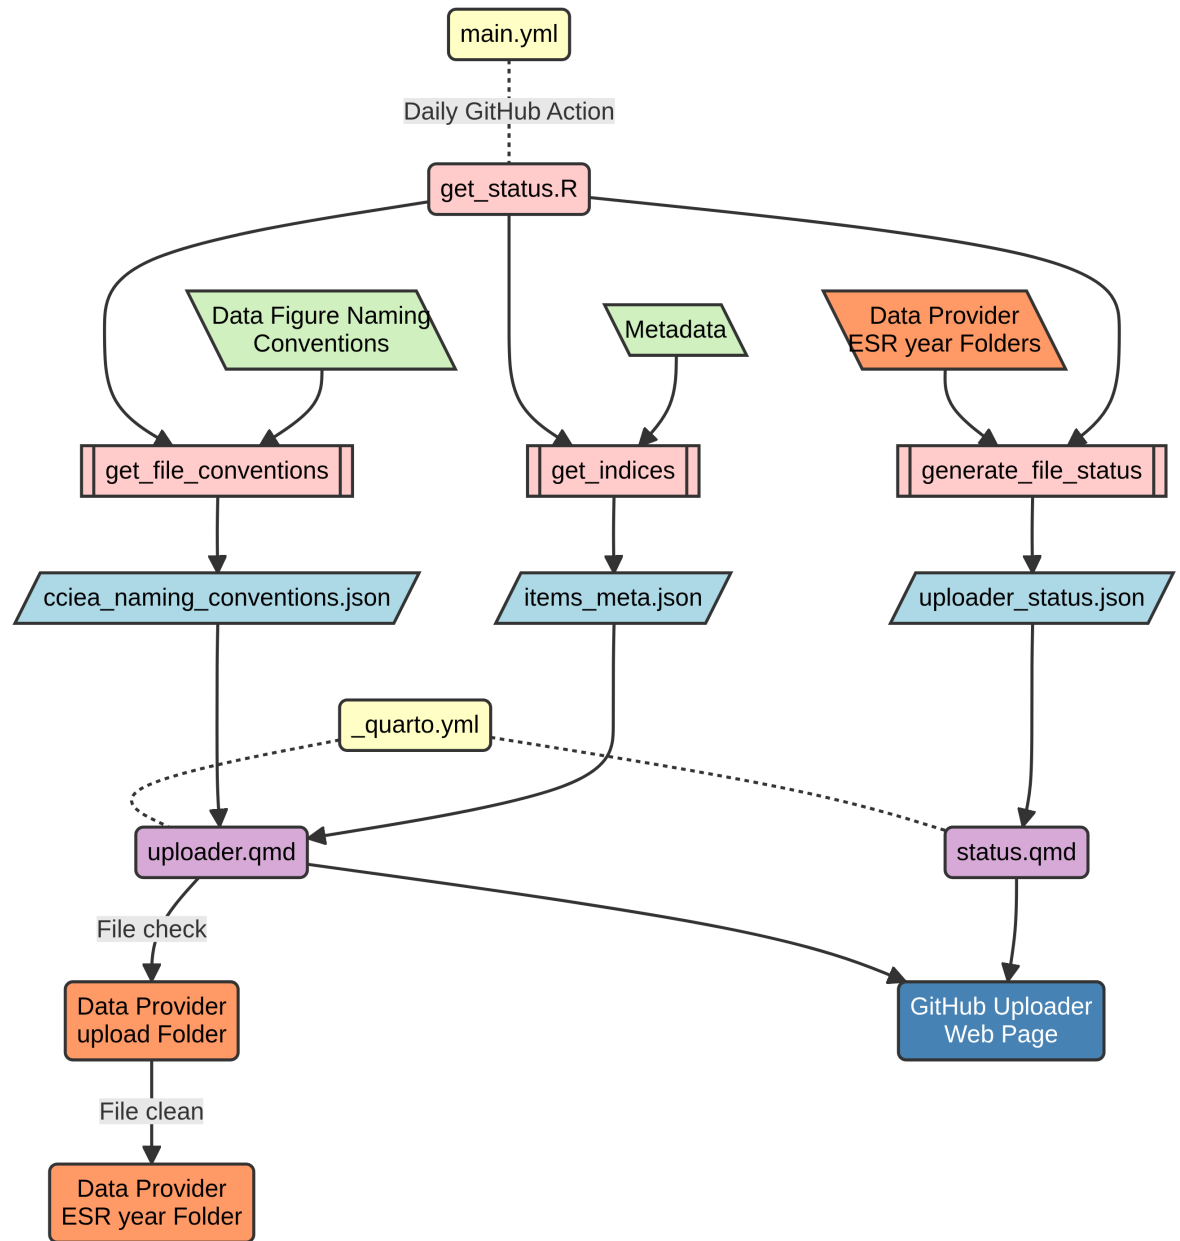 main.yml
Daily GitHub Action
get_status.R
Data Figure Naming
Conventions
Metadata
Data Provider
ESR year Folders
get_file_conventions
get_indices
generate_file_status
cciea_naming_conventions.json
items_meta.json
uploader_status.json
_quarto.yml
uploader.qmd
status.qmd
File check
Data Provider
upload Folder
GitHub Uploader
Web Page
File clean
Data Provider
ESR year Folder